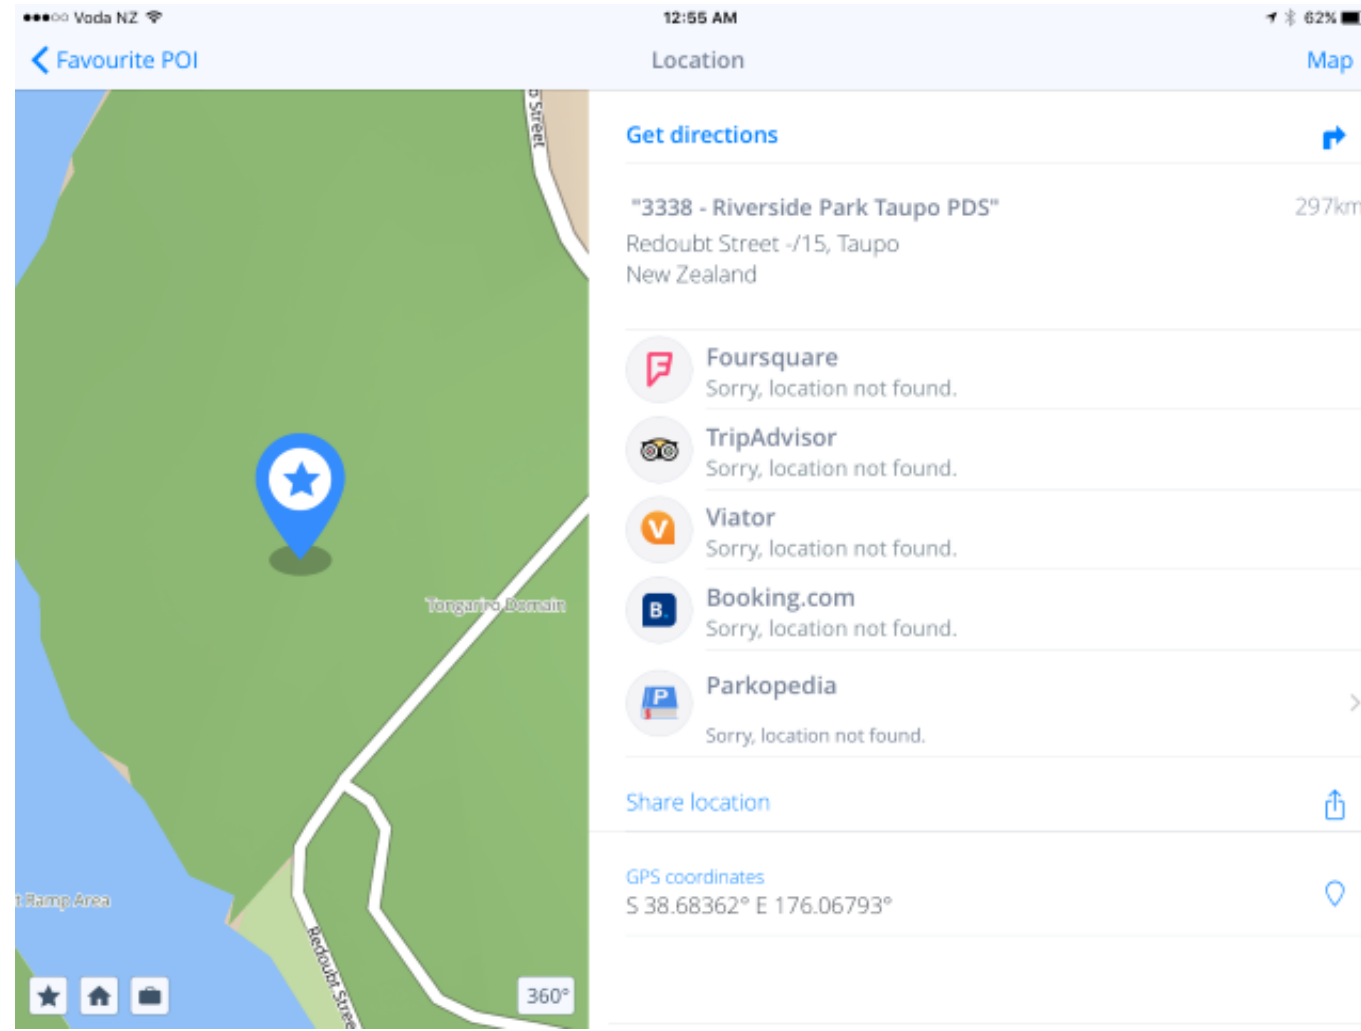 Voda NZ
12:55 AM
62%
Favourite POI
Location
Map
Street
Tongariro Domain
Ramp Area
Redoubt Stree
360°
Get directions
"3338 - Riverside Park Taupo PDS"
297km
Redoubt Street -/15, Taupo
New Zealand
Foursquare
Sorry, location not found.
TripAdvisor
Sorry, location not found.
V
Viator
Sorry, location not found.
B.
Booking.com
Sorry, location not found.
P
Parkopedia
Sorry, location not found.
Share location
GPS coordinates
S 38.68362° E 176.06793°